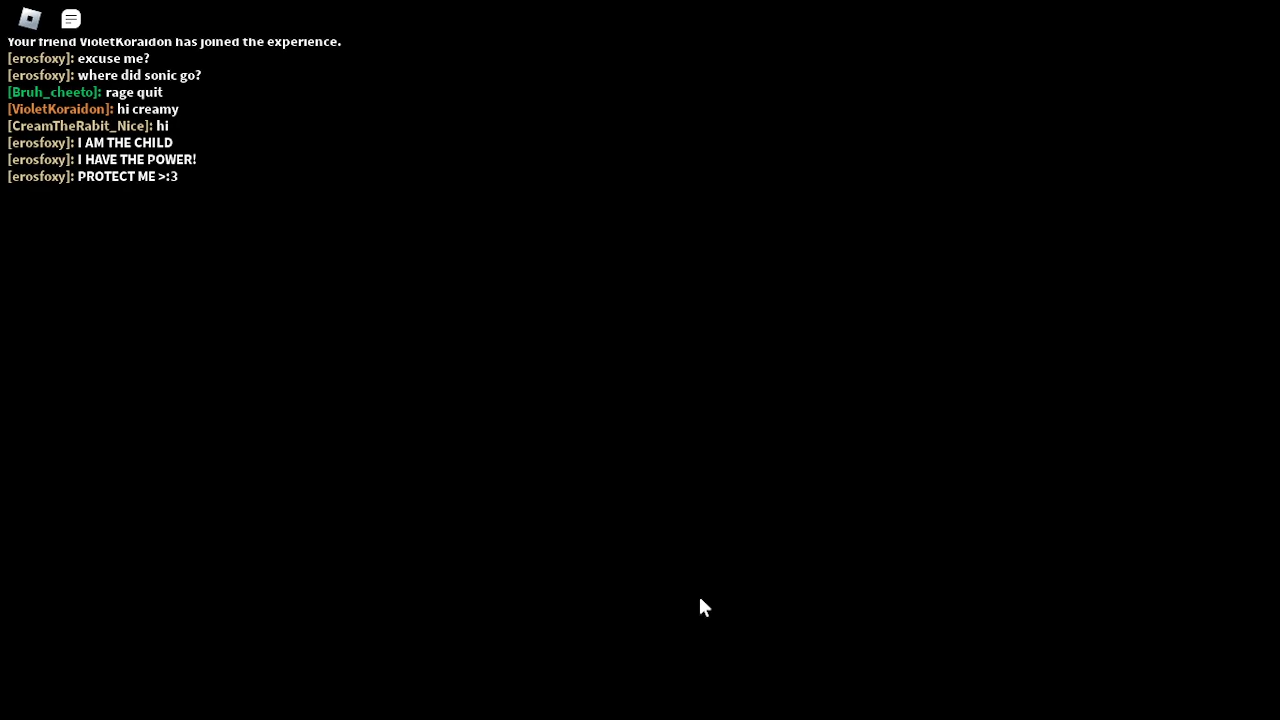 Your friend VioletKoraidon has joined the experience.
[erosfoxy]: excuse me?
[erosfoxy]: where did sonic go?
[Bruh_cheeto]: rage quit
[VioletKoraidon]: hi creamy
[CreamTheRabit_Nice]: hi
[erosfoxy]: I AM THE CHILD
[erosfoxy]: I HAVE THE POWER!
[erosfoxy]: PROTECT ME >:3